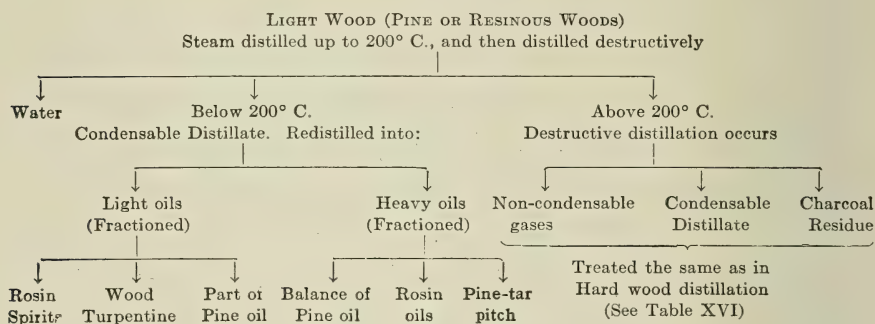 LIGHT WOOD (PINE OR RESINOUS WOODS)
Steam distilled up to 200° C., and then distilled destructively
Water
Below 200° C.
Condensable Distillate. Redistilled into:
Above 200° C.
Destructive distillation occurs
Light oils
(Fractioned)
Heavy oils
(Fractioned)
Non-condensable
gases
Condensable
Distillate
Charcoal
Residue
Rosin
Spirits
Wood
Turpentine
Part of
Pine oil
Balance of
Pine oil
Rosin
oils
Pine-tar
pitch
Treated the same as in
Hard wood distillation
(See Table XVI)